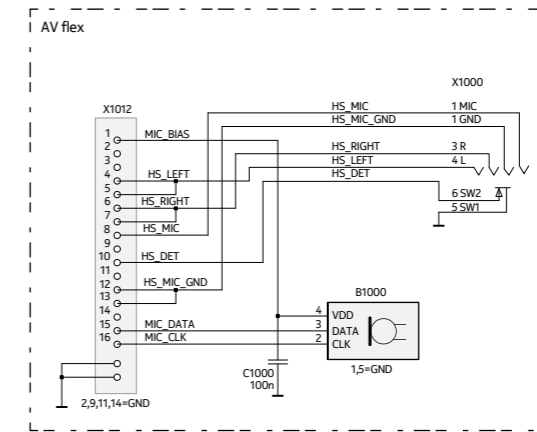 AV flex
X1000
X1012
HS_MIC 1 MIC
HS_MIC_GND 1 GND
1 MIC_BIAS
2
3
HS_RIGHT 3 R
HS_LEFT 4 L
HS_DET
4 HS_LEFT
5
6 HS_RIGHT
6 SW2
7
5 SW1
8 HS_MIC
9
10 HS_DET
11
12 HS_MIC_GND
13
B1000
14
4 VDD
15 MIC_DATA 3 DATA
16 MIC_CLK 2 CLK
C1000
100n
1,5=GND
2,9,11,14=GND